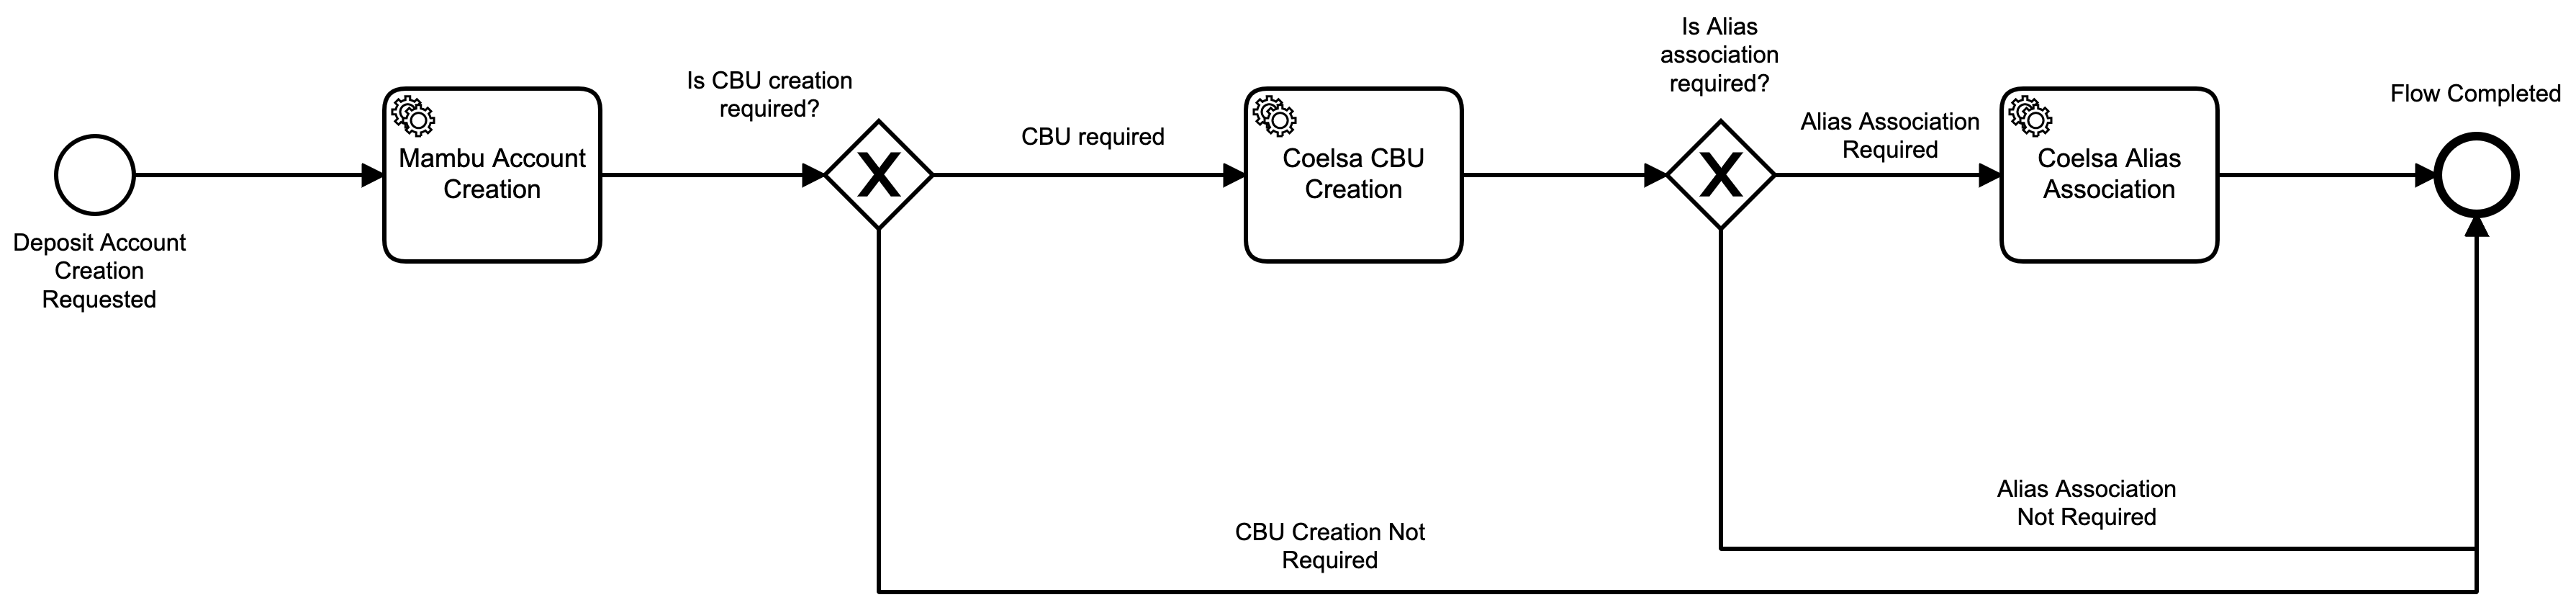 Deposit Account
Creation
Requested
Mambu Account
Creation
Is CBU creation
required?
X
CBU required
Coelsa CBU
Creation
Is Alias
association
required?
X
Alias Association
Required
Coelsa Alias
Association
Flow Completed
Alias Association
Not Required
CBU Creation Not
Required